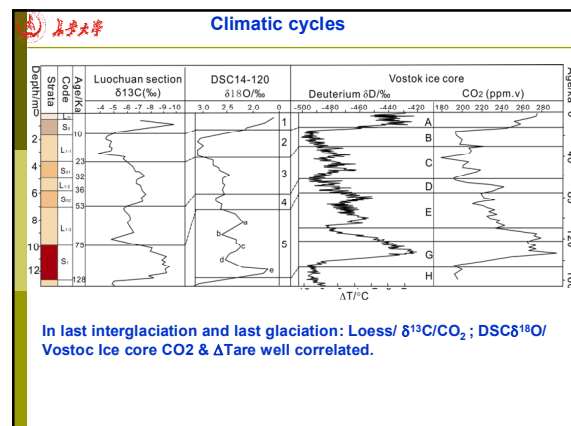 长安大学
Climatic cycles
Depth/m
Strata
Code
Age/Ka
Luochuan section
δ13C(‰)
-4 -5 -6 -7 -8 -9 -10
DSC14-120
δ18O/‰
3.0 2.0 1.0 0
Vostok ice core
Deuterium δD/‰
-500 -480 -460 -440 -420
CO2 (ppm.v)
180 200 220 240 260 280
0
2
4
6
8
10
12
S0
L1-1
L1-2
L1-3
S1
10
23
32
36
53
75
128
1
2
3
4
5
a
b
c
d
e
A
B
C
D
E
G
H
ΔT/°C
In last interglaciation and last glaciation: Loess/ δ13C/CO2 ; DSCδ18O/
Vostoc Ice core CO2 & ΔTare well correlated.